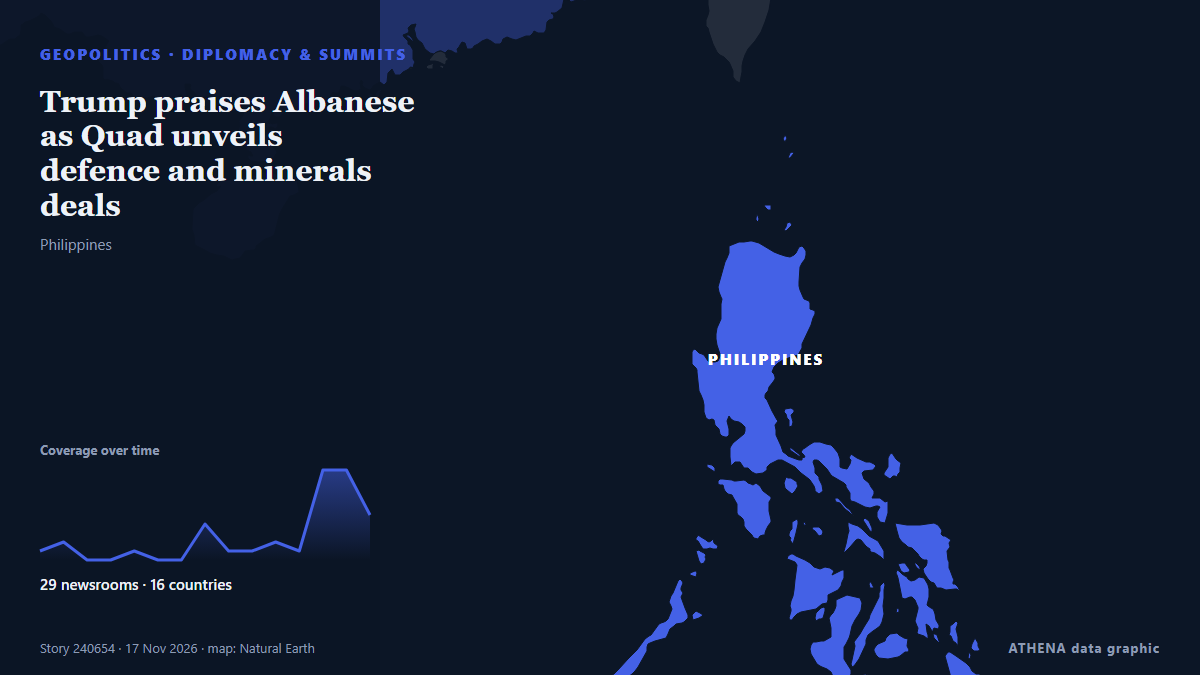 GEOPOLITICS · DIPLOMACY & SUMMITS
Trump praises Albanese
as Quad unveils
defence and minerals
deals
Philippines
PHILIPPINES
Coverage over time
29 newsrooms · 16 countries
Story 240654 · 17 Nov 2026 · map: Natural Earth
ATHENA data graphic